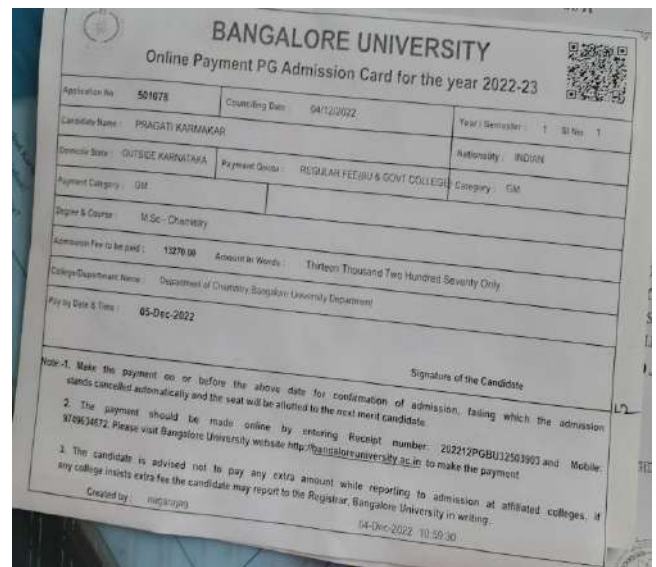 BANGALORE UNIVERSITY
Online Payment PG Admission Card for the year 2022-23
Application No 501078 Counciling Date : 04/12/2022 Year / Semester : 1 Sl No 1
Candidate Name : PRAGATI KARMAKAR Nationality : INDIAN
Domicile State : OUTSIDE KARNATAKA Payment Quota : REGULAR FEE(BU & GOVT COLLEGE) Category : GM
Payment Category : GM
Degree & Course : M.Sc - Chemistry
Admission Fee to be paid : 13270.00 Amount In Words : Thirteen Thousand Two Hundred Seventy Only
College/Department Name : Department of Chemistry,Bangalore University Department
Pay by Date & Time : 05-Dec-2022
Signature of the Candidate
Note:-1. Make the payment on or before the above date for confirmation of admission, failing which the admission
stands cancelled automatically and the seat will be allotted to the next merit candidate.
2. The payment should be made online by entering Receipt number: 202212PGBU32503903 and Mobile:
9749634672. Please visit Bangalore University website http://bangaloreuniversity.ac.in to make the payment
3. The candidate is advised not to pay any extra amount while reporting to admission at affiliated colleges, if
any college insists extra fee the candidate may report to the Registrar, Bangalore University in writing.
Created by : nagarajag
04-Dec-2022 10:59:30